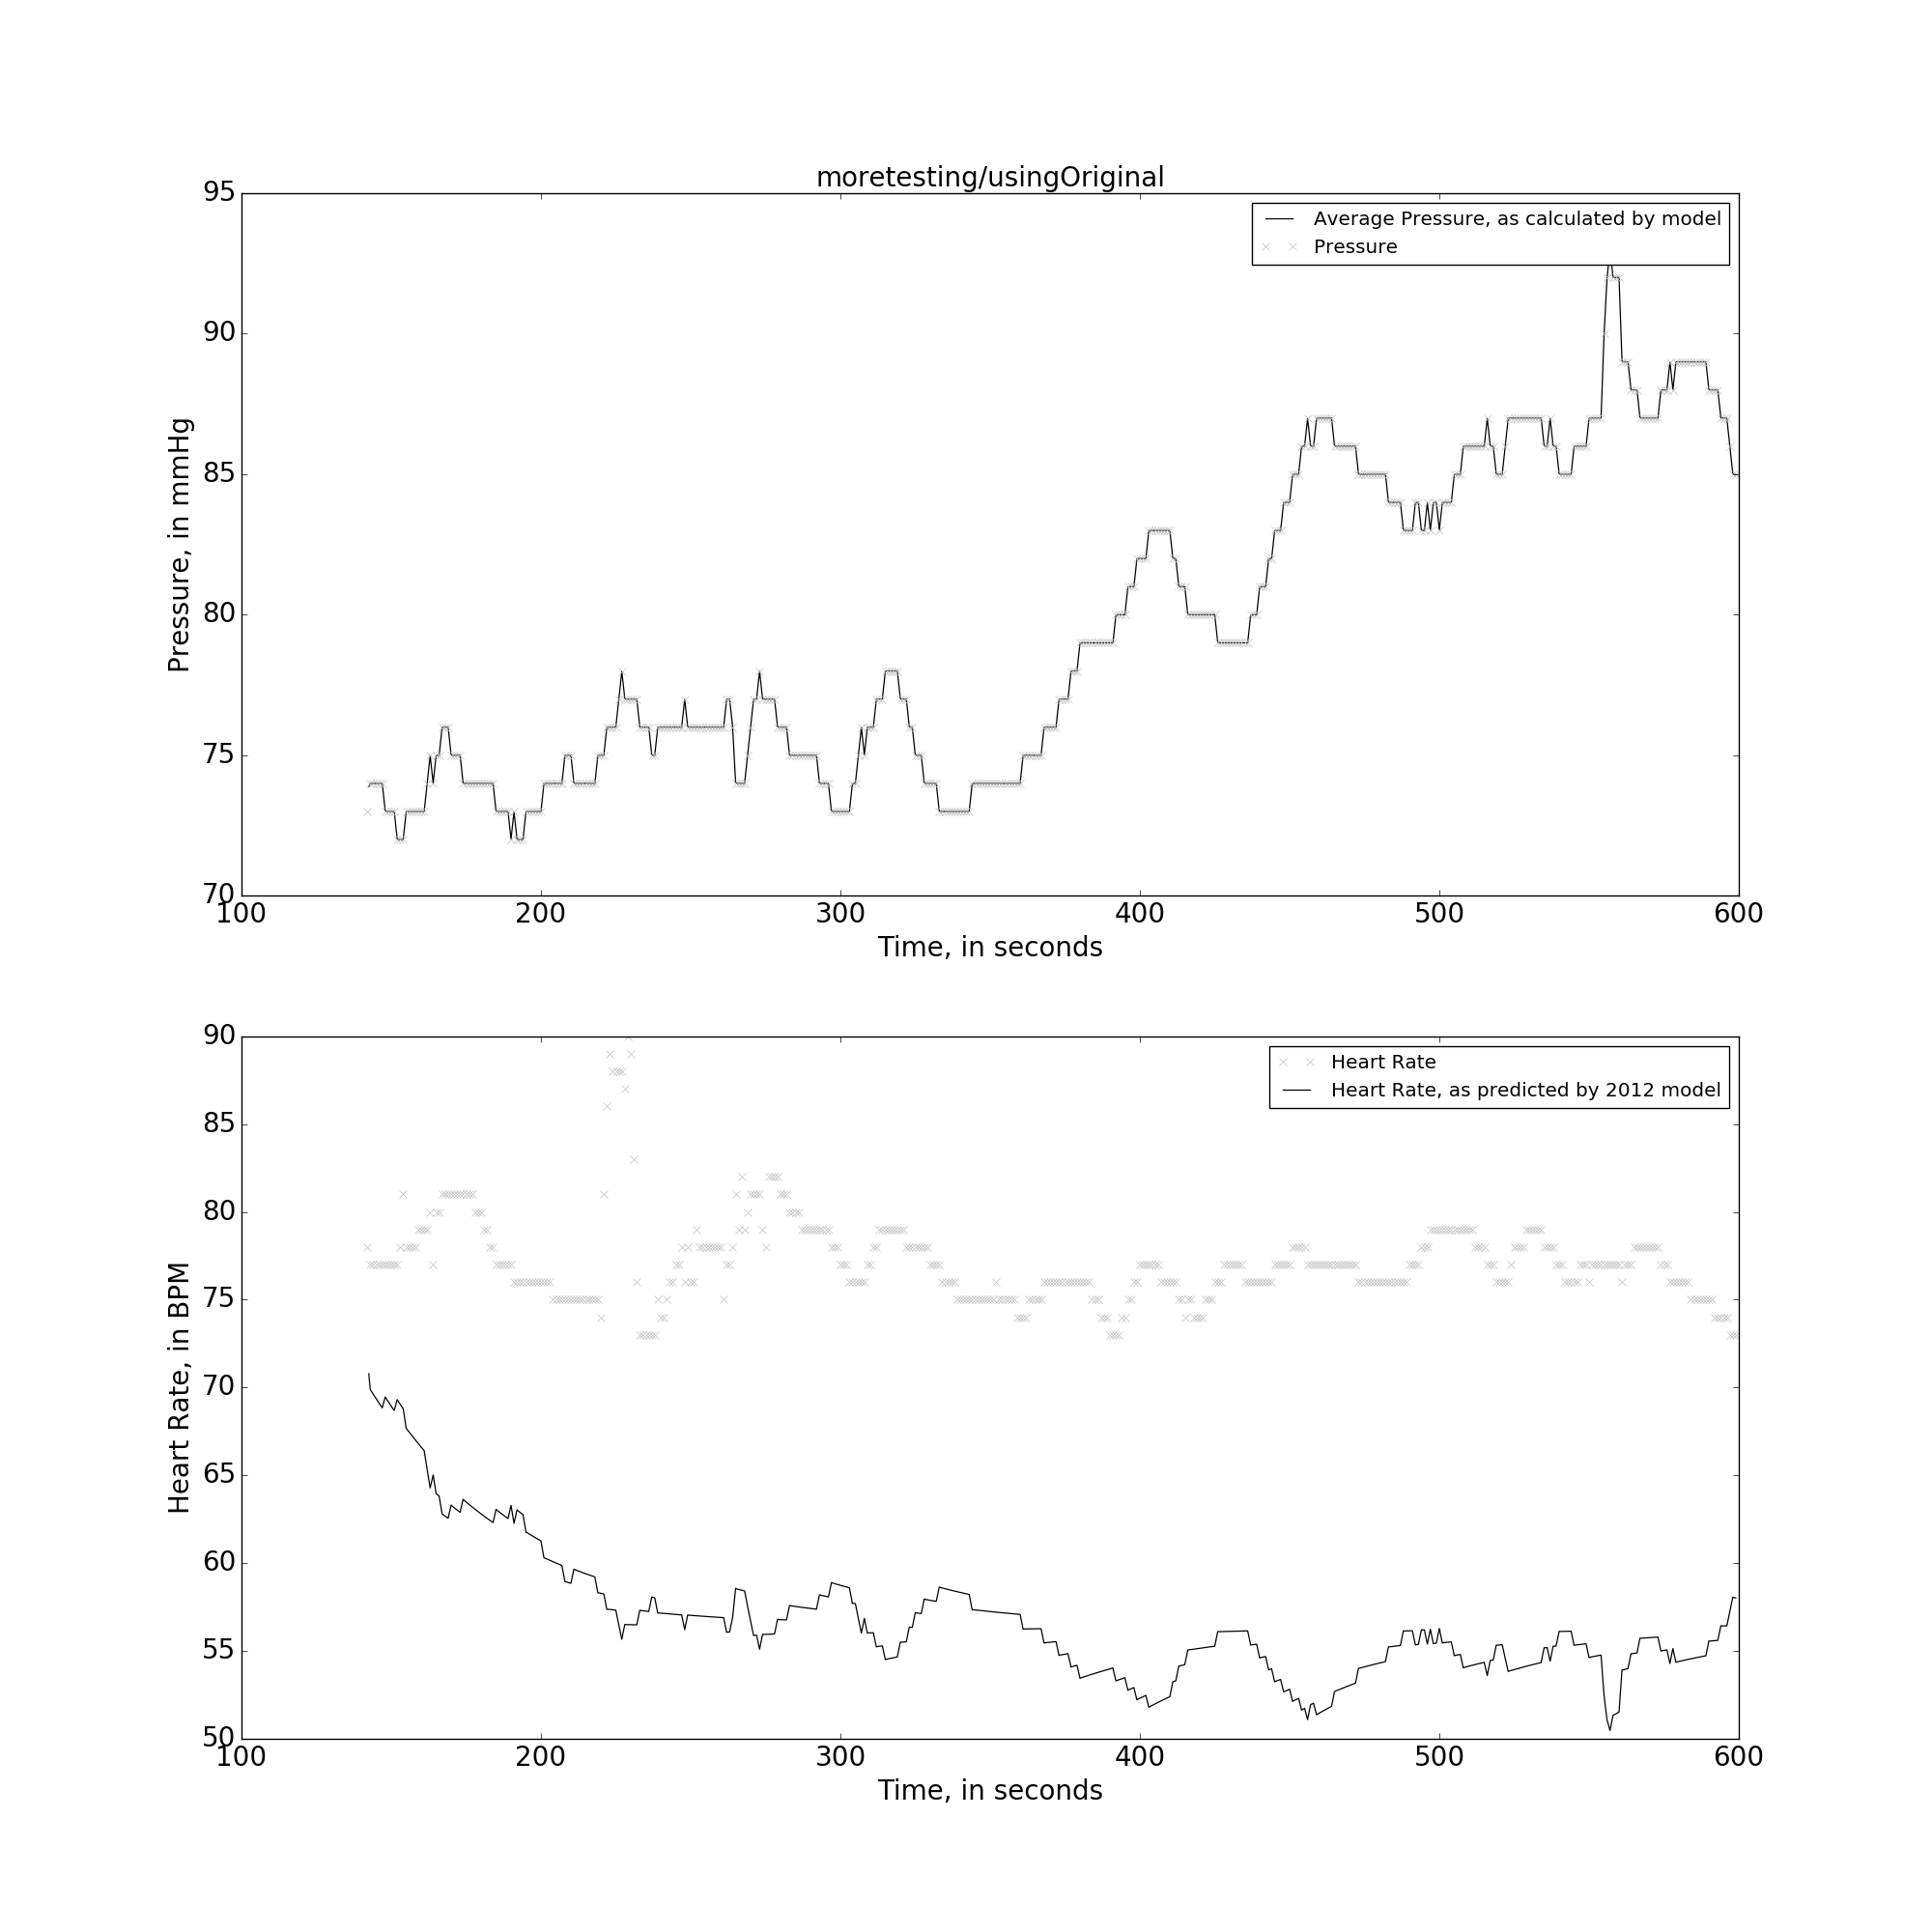 moretesting/usingOriginal
95
90
85
80
75
70
Pressure, in mmHg
Average Pressure, as calculated by model
Pressure
100 200 300 400 500 600
Time, in seconds
90
85
80
75
70
65
60
55
50
Heart Rate, in BPM
Heart Rate
Heart Rate, as predicted by 2012 model
100 200 300 400 500 600
Time, in seconds